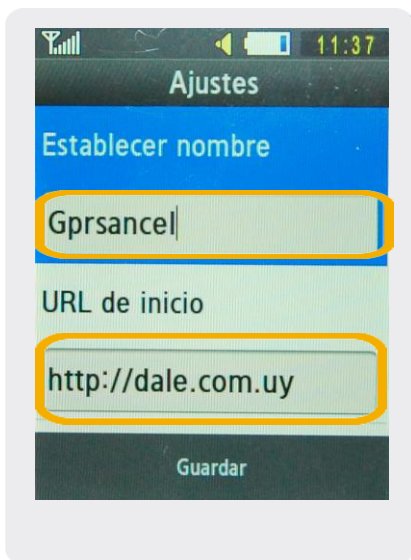 11:37
Ajustes
Establecer nombre
Gprsancel
URL de inicio
http://dale.com.uy
Guardar